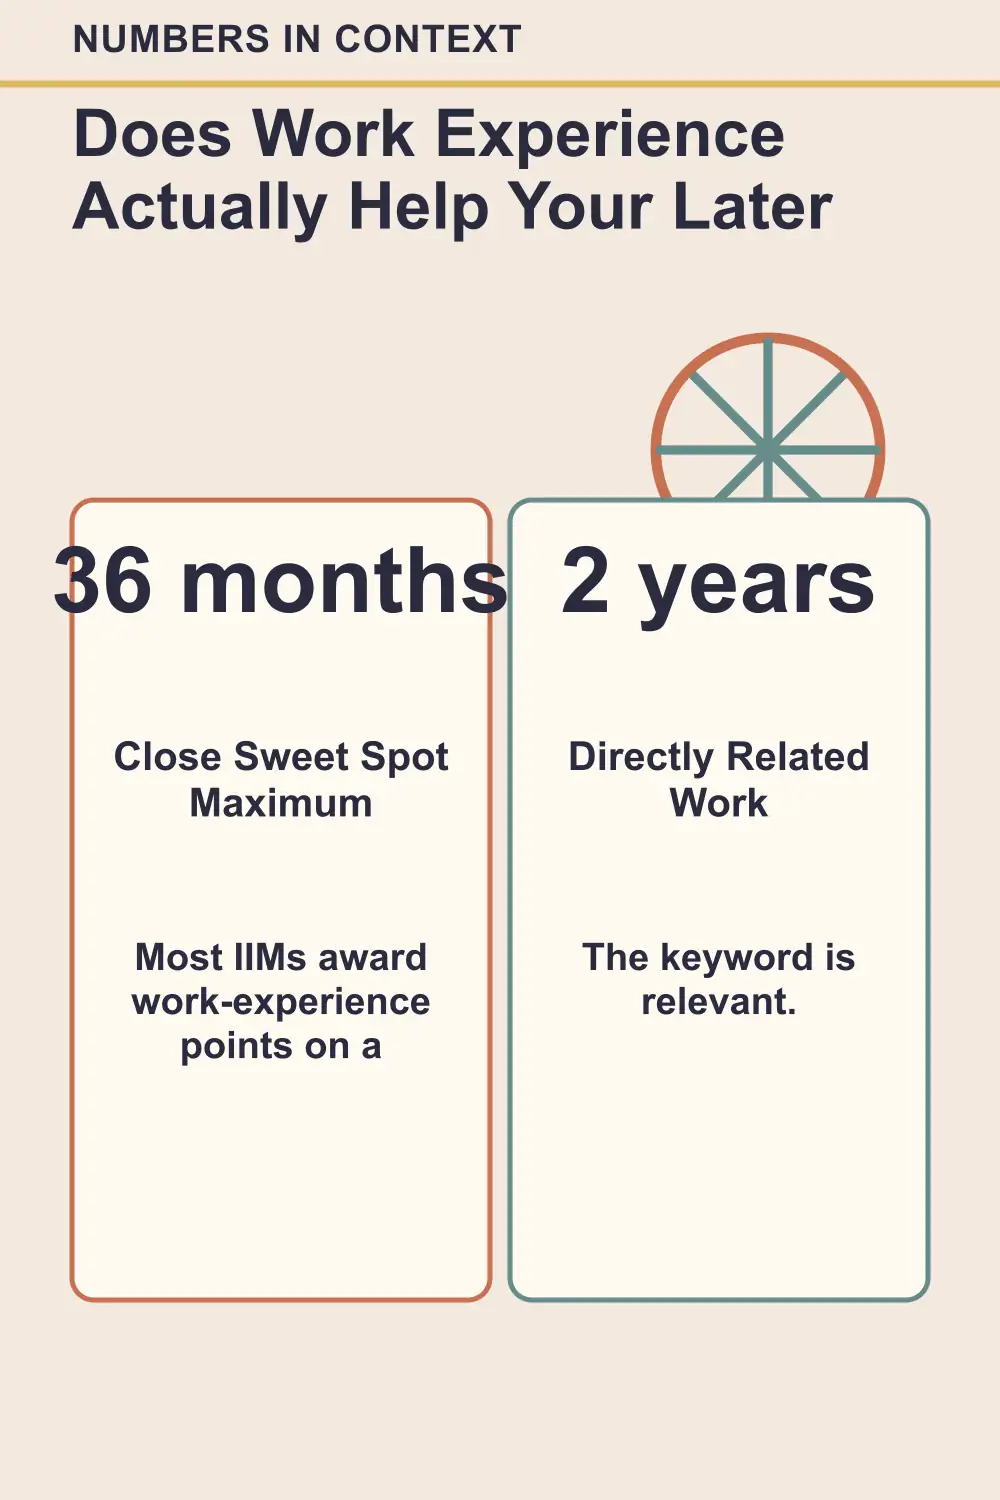 NUMBERS IN CONTEXT
Does Work Experience
Actually Help Your Later
36 months
Close Sweet Spot
Maximum
Most IIMs award
work-experience
points on a
2 years
Directly Related
Work
The keyword is
relevant.